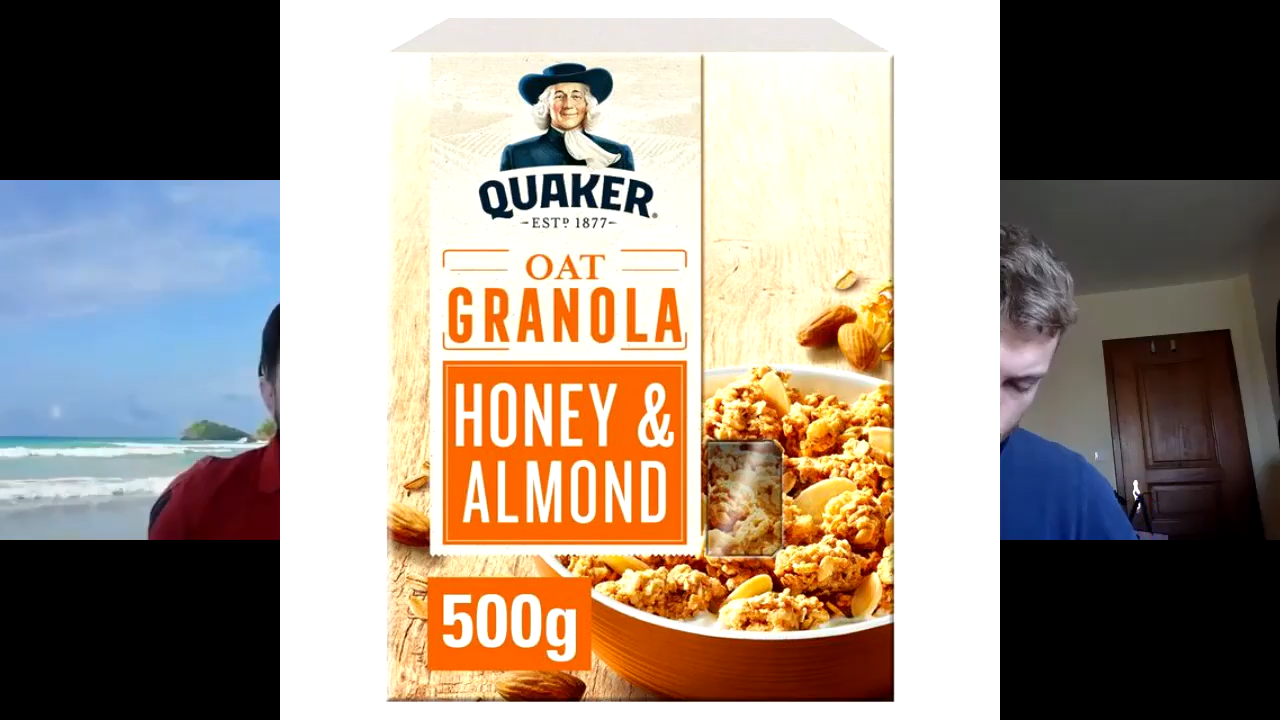 QUAKER
ESTD 1877
OAT
GRANOLA
HONEY &
ALMOND
500g